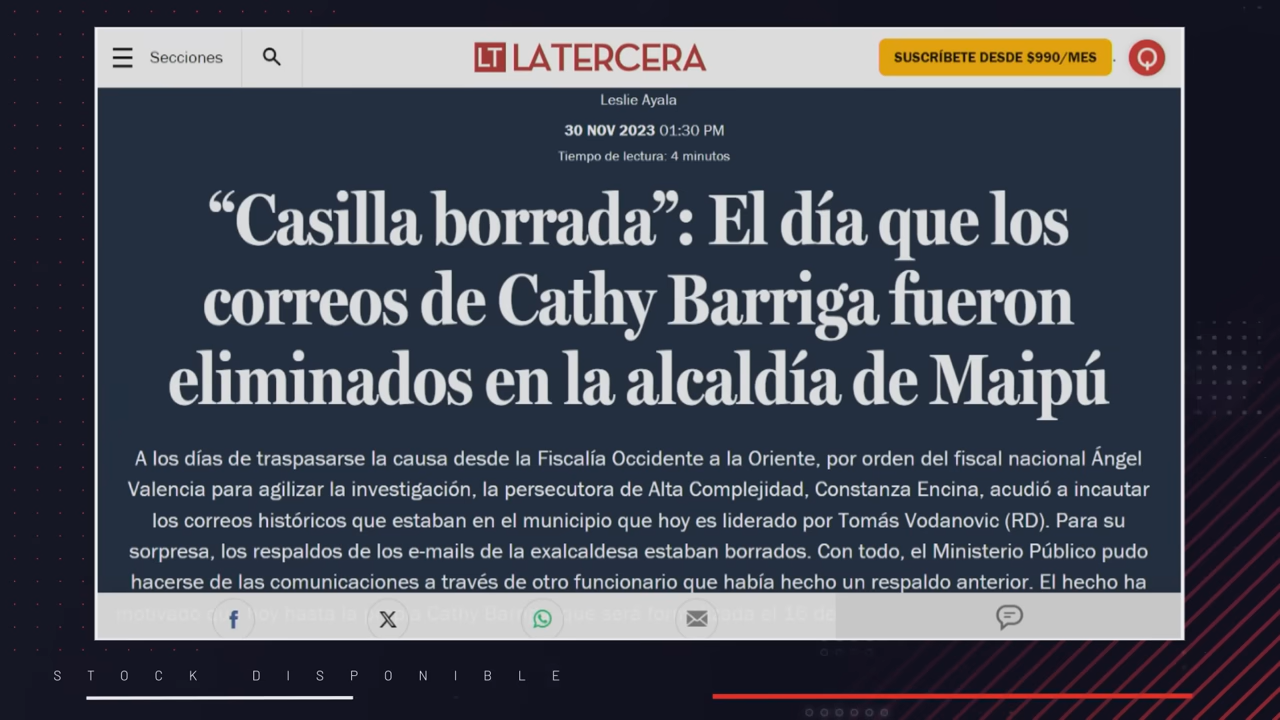 Secciones
LT LATERCERA
SUSCRÍBETE DESDE $990/MES
Leslie Ayala
30 NOV 2023 01:30 PM
Tiempo de lectura: 4 minutos
“Casilla borrada”: El día que los
correos de Cathy Barriga fueron
eliminados en la alcaldía de Maipú
A los días de traspasarse la causa desde la Fiscalía Occidente a la Oriente, por orden del fiscal nacional Ángel
Valencia para agilizar la investigación, la persecutora de Alta Complejidad, Constanza Encina, acudió a incautar
los correos históricos que estaban en el municipio que hoy es liderado por Tomás Vodanovic (RD). Para su
sorpresa, los respaldos de los e-mails de la exalcaldesa estaban borrados. Con todo, el Ministerio Público pudo
hacerse de las comunicaciones a través de otro funcionario que había hecho un respaldo anterior. El hecho ha
STOCK DISPONIBLE